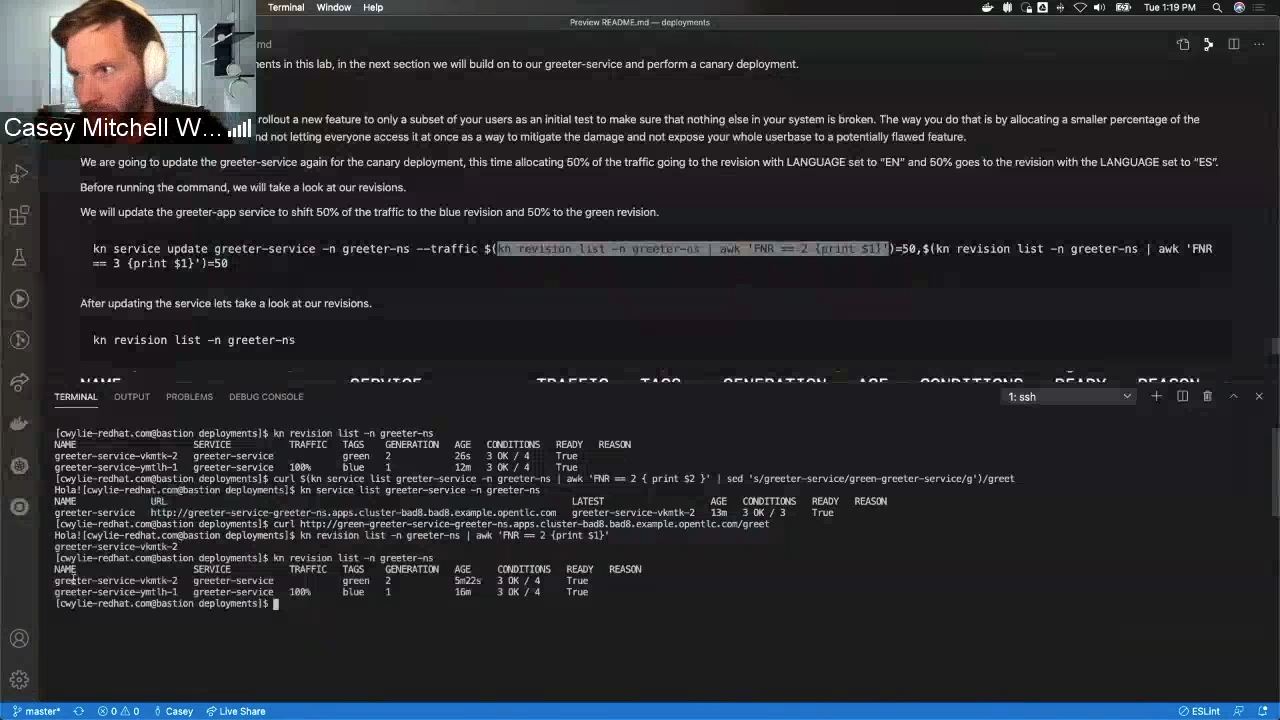 Terminal Window Help
Tue 1:19 PM
Preview README.md — deployments
md
ments in this lab, in the next section we will build on to our greeter-service and perform a canary deployment.
rollout a new feature to only a subset of your users as an initial test to make sure that nothing else in your system is broken. The way you do that is by allocating a smaller percentage of the
nd not letting everyone access it at once as a way to mitigate the damage and not expose your whole userbase to a potentially flawed feature.
Casey Mitchell W...
We are going to update the greeter-service again for the canary deployment, this time allocating 50% of the traffic going to the revision with LANGUAGE set to “EN” and 50% goes to the revision with the LANGUAGE set to “ES”.
Before running the command, we will take a look at our revisions.
We will update the greeter-app service to shift 50% of the traffic to the blue revision and 50% to the green revision.
kn service update greeter-service -n greeter-ns --traffic $(kn revision list -n greeter-ns | awk 'FNR == 2 {print $1}')=50,$(kn revision list -n greeter-ns | awk 'FNR
== 3 {print $1}')=50
After updating the service lets take a look at our revisions.
kn revision list -n greeter-ns
NAME SERVICE TRAFFIC TAGS GENERATION AGE CONDITIONS READY REASON
TERMINAL OUTPUT PROBLEMS DEBUG CONSOLE 1: ssh
[cwylie-redhat.com@bastion deployments]$ kn revision list -n greeter-ns
NAME SERVICE TRAFFIC TAGS GENERATION AGE CONDITIONS READY REASON
greeter-service-vkmtk-2 greeter-service green 2 26s 3 OK / 4 True
greeter-service-ymtlh-1 greeter-service 100% blue 1 12m 3 OK / 4 True
[cwylie-redhat.com@bastion deployments]$ curl $(kn service list greeter-service -n greeter-ns | awk 'FNR == 2 { print $2 }' | sed 's/greeter-service/green-greeter-service/g')/greet
Hola![cwylie-redhat.com@bastion deployments]$ kn service list greeter-service -n greeter-ns
NAME URL LATEST AGE CONDITIONS READY REASON
greeter-service http://greeter-service-greeter-ns.apps.cluster-bad8.bad8.example.opentlc.com greeter-service-vkmtk-2 13m 3 OK / 3 True
[cwylie-redhat.com@bastion deployments]$ curl http://green-greeter-service-greeter-ns.apps.cluster-bad8.bad8.example.opentlc.com/greet
Hola![cwylie-redhat.com@bastion deployments]$ kn revision list -n greeter-ns | awk 'FNR == 2 {print $1}'
greeter-service-vkmtk-2
[cwylie-redhat.com@bastion deployments]$ kn revision list -n greeter-ns
NAME SERVICE TRAFFIC TAGS GENERATION AGE CONDITIONS READY REASON
greeter-service-vkmtk-2 greeter-service green 2 5m22s 3 OK / 4 True
greeter-service-ymtlh-1 greeter-service 100% blue 1 16m 3 OK / 4 True
[cwylie-redhat.com@bastion deployments]$
master* 0 0 Casey Live Share ESLint